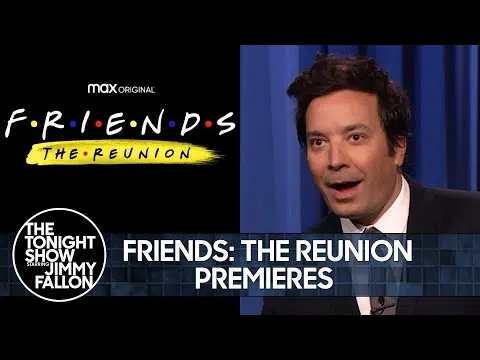 max ORIGINAL
F·R·I·E·N·D·S
THE·REUNION
THE
TONIGHT
SHOW
STARRING
JIMMY
FALLON
FRIENDS: THE REUNION
PREMIERES